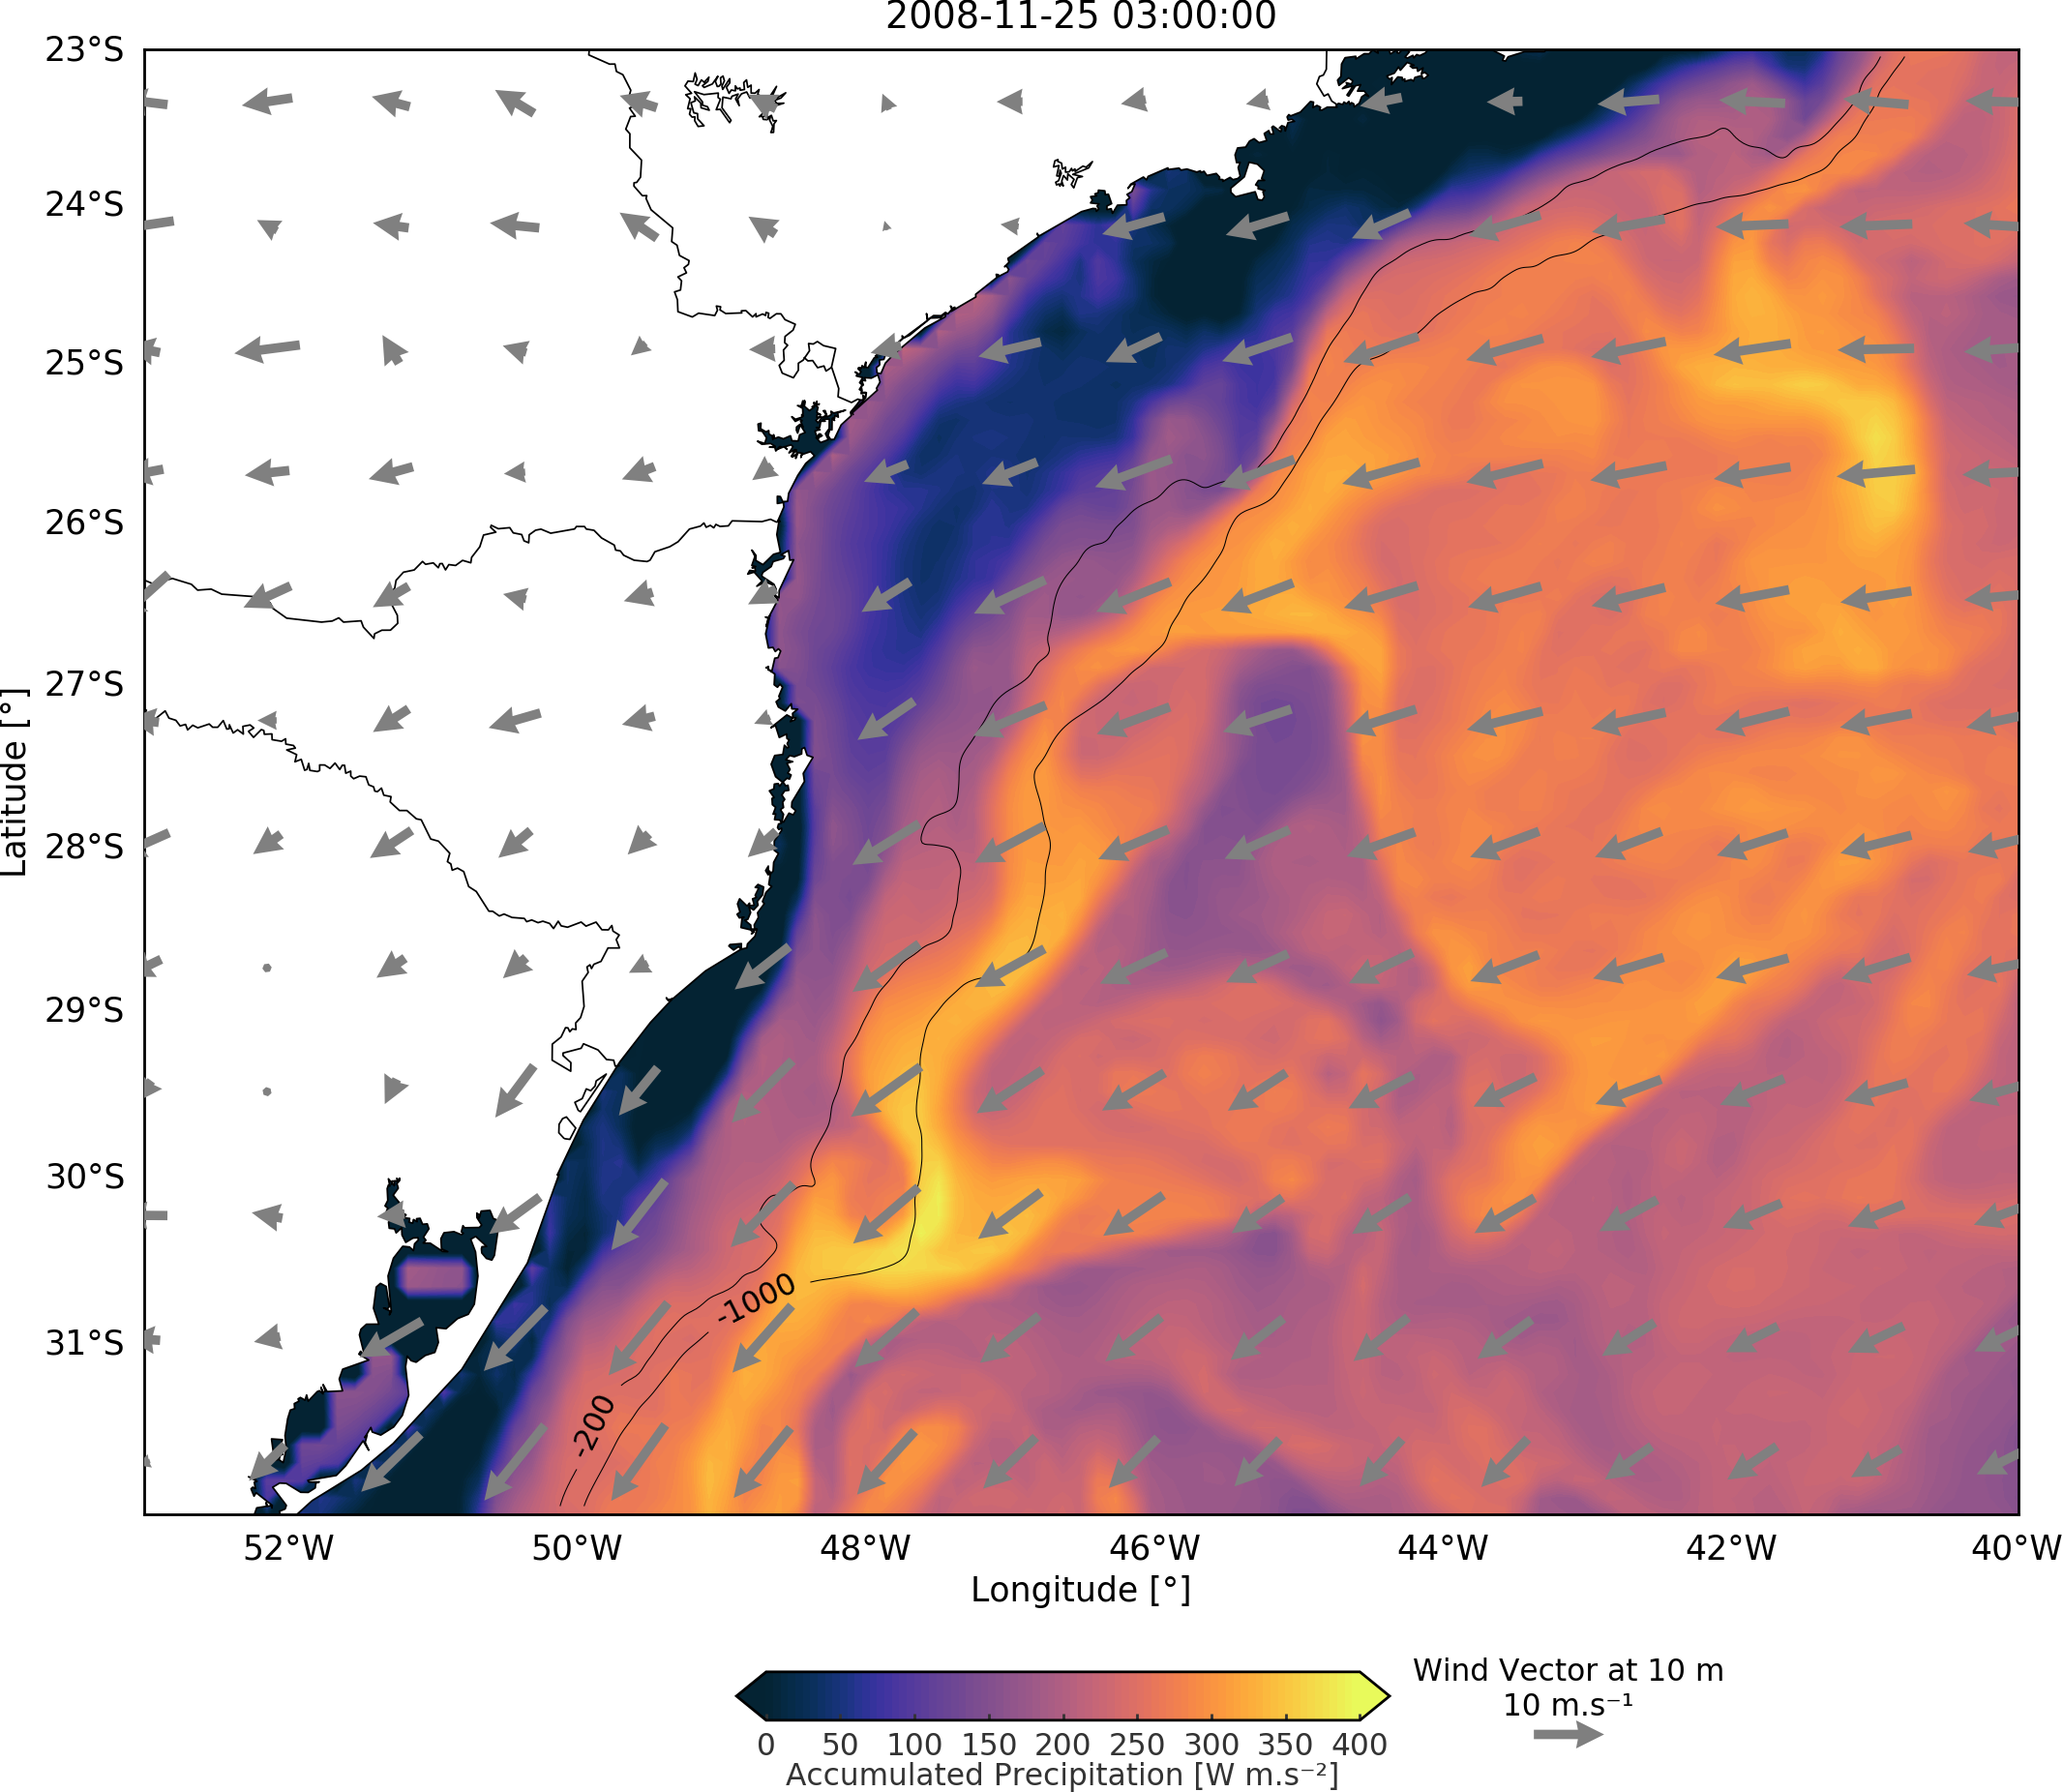 2008-11-25 03:00:00
23°S
24°S
25°S
26°S
27°S
28°S
29°S
30°S
31°S
Latitude [°]
-1000
-200
52°W 50°W 48°W 46°W 44°W 42°W 40°W
Longitude [°]
Wind Vector at 10 m
10 m.s⁻¹
0 50 100 150 200 250 300 350 400
Accumulated Precipitation [W m.s⁻²]